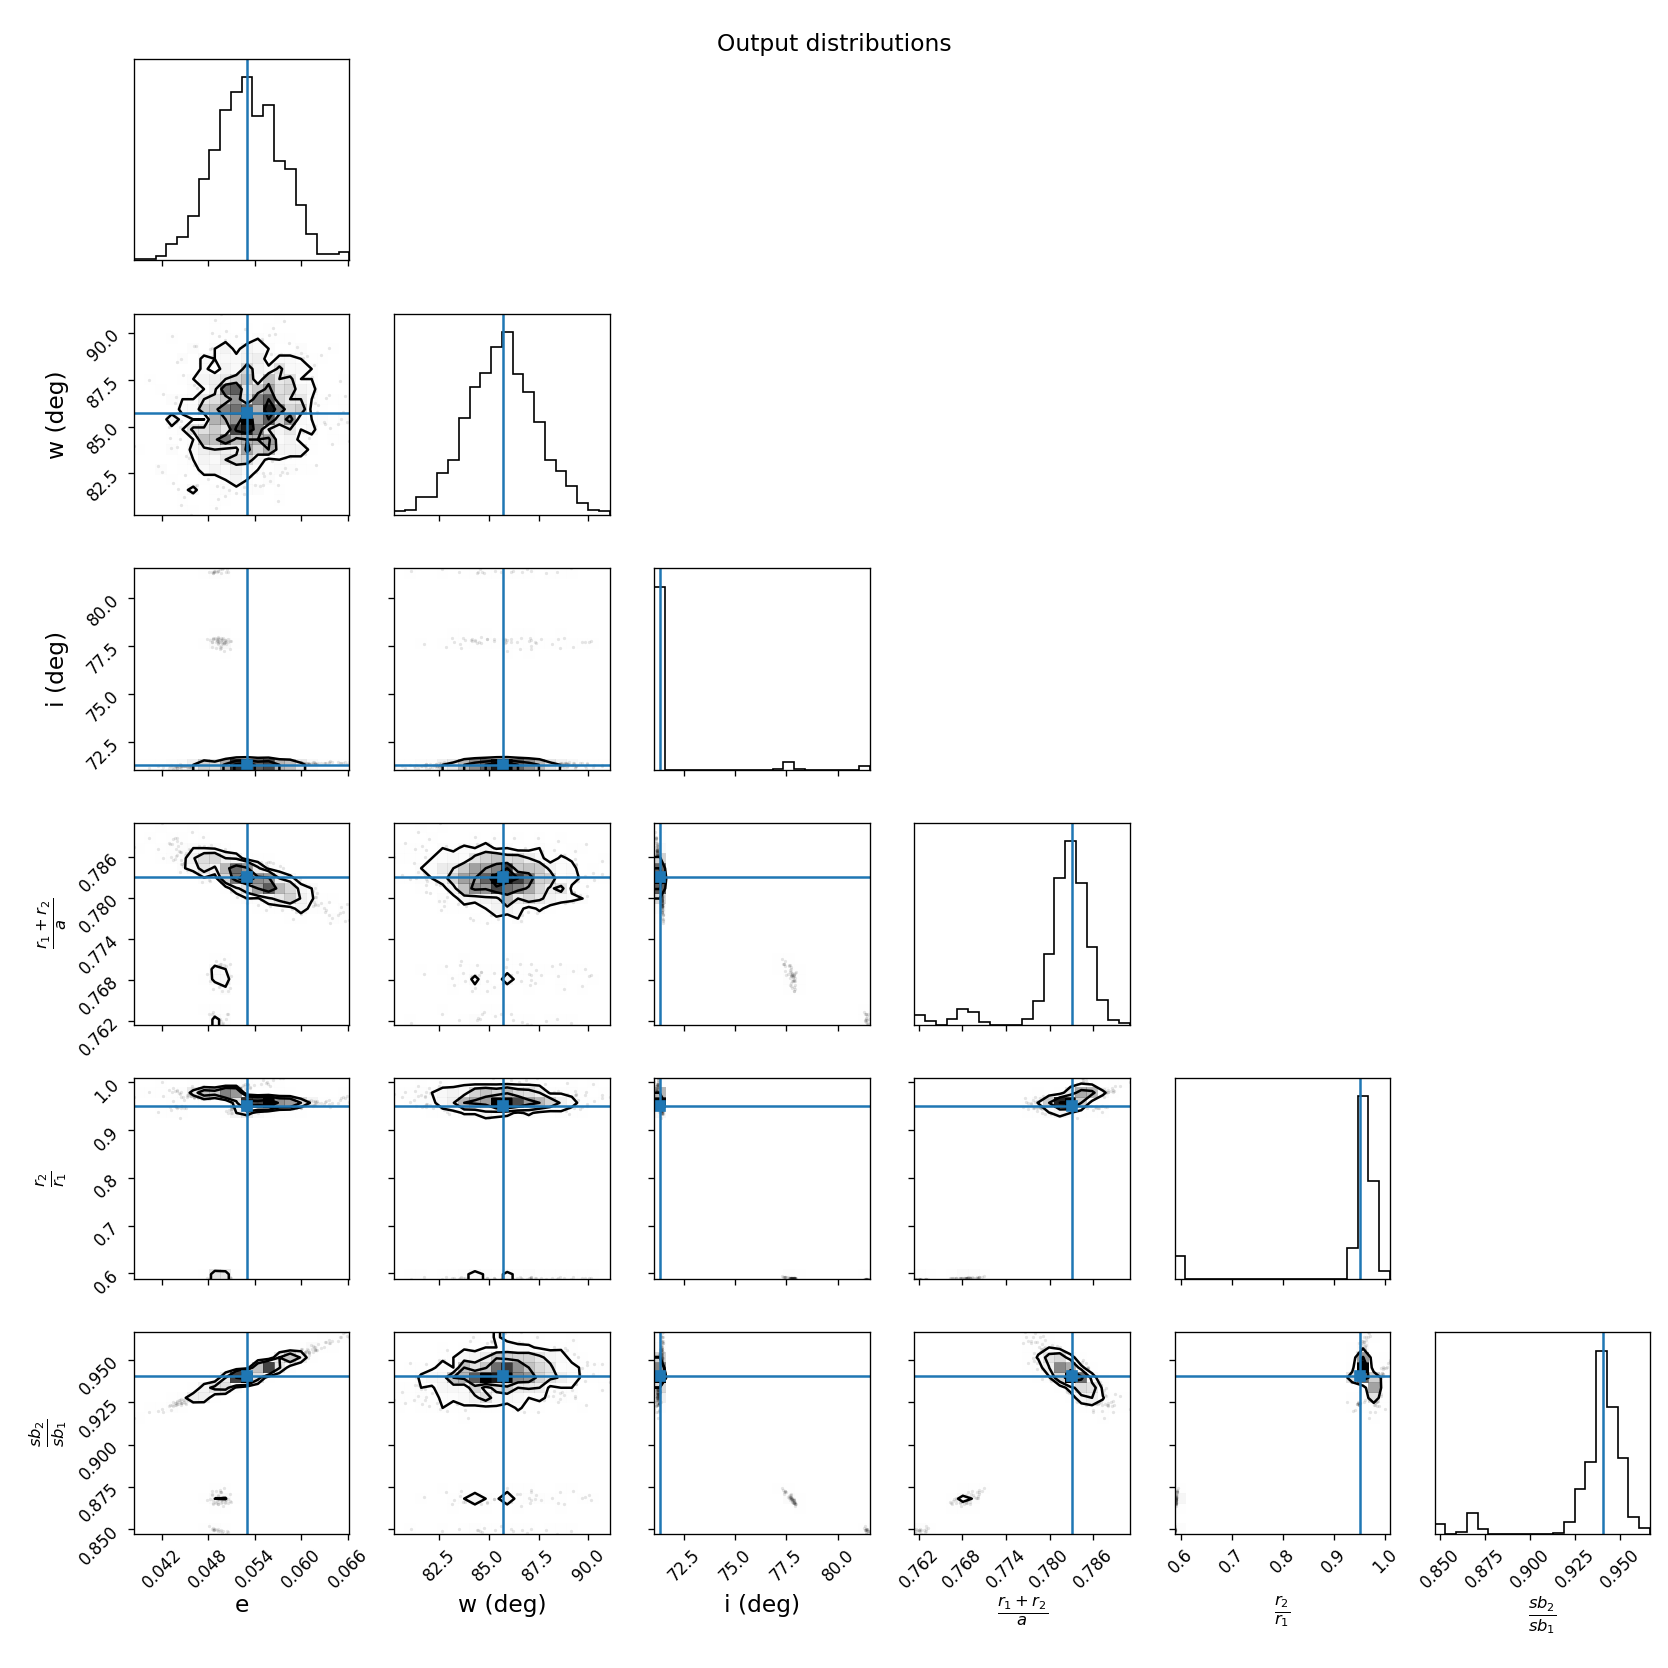 Output distributions
w (deg)
90.0
87.5
85.0
82.5
i (deg)
80.0
77.5
75.0
72.5
r1 + r2
a
0.786
0.780
0.774
0.768
0.762
r2
r1
1.0
0.9
0.8
0.7
0.6
sb2
sb1
0.950
0.925
0.900
0.875
0.850
0.042 0.048 0.054 0.060 0.066
82.5 85.0 87.5 90.0
72.5 75.0 77.5 80.0
0.762 0.768 0.774 0.780 0.786
0.6 0.7 0.8 0.9 1.0
0.850 0.875 0.900 0.925 0.950
e
w (deg)
i (deg)
r1 + r2
a
r2
r1
sb2
sb1